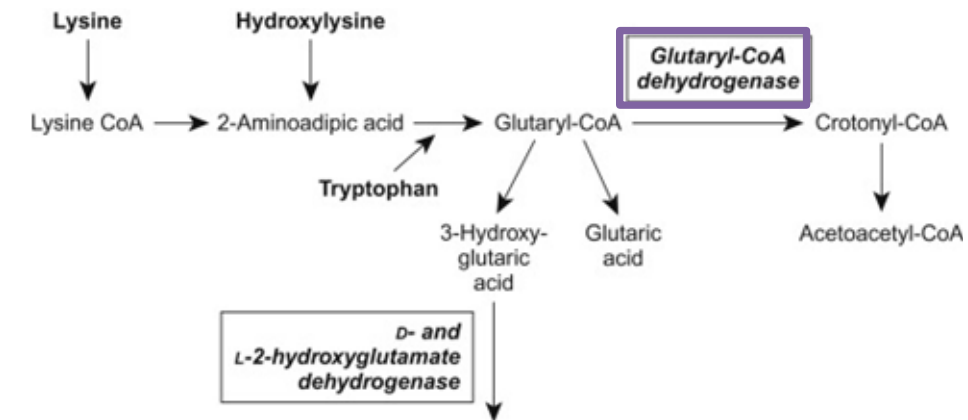 Lysine
Hydroxylysine
Glutaryl-CoA
dehydrogenase
Lysine CoA
2-Aminoadipic acid
Glutaryl-CoA
Crotonyl-CoA
Tryptophan
3-Hydroxy-
glutaric
acid
Glutaric
acid
Acetoacetyl-CoA
D- and
L-2-hydroxyglutamate
dehydrogenase